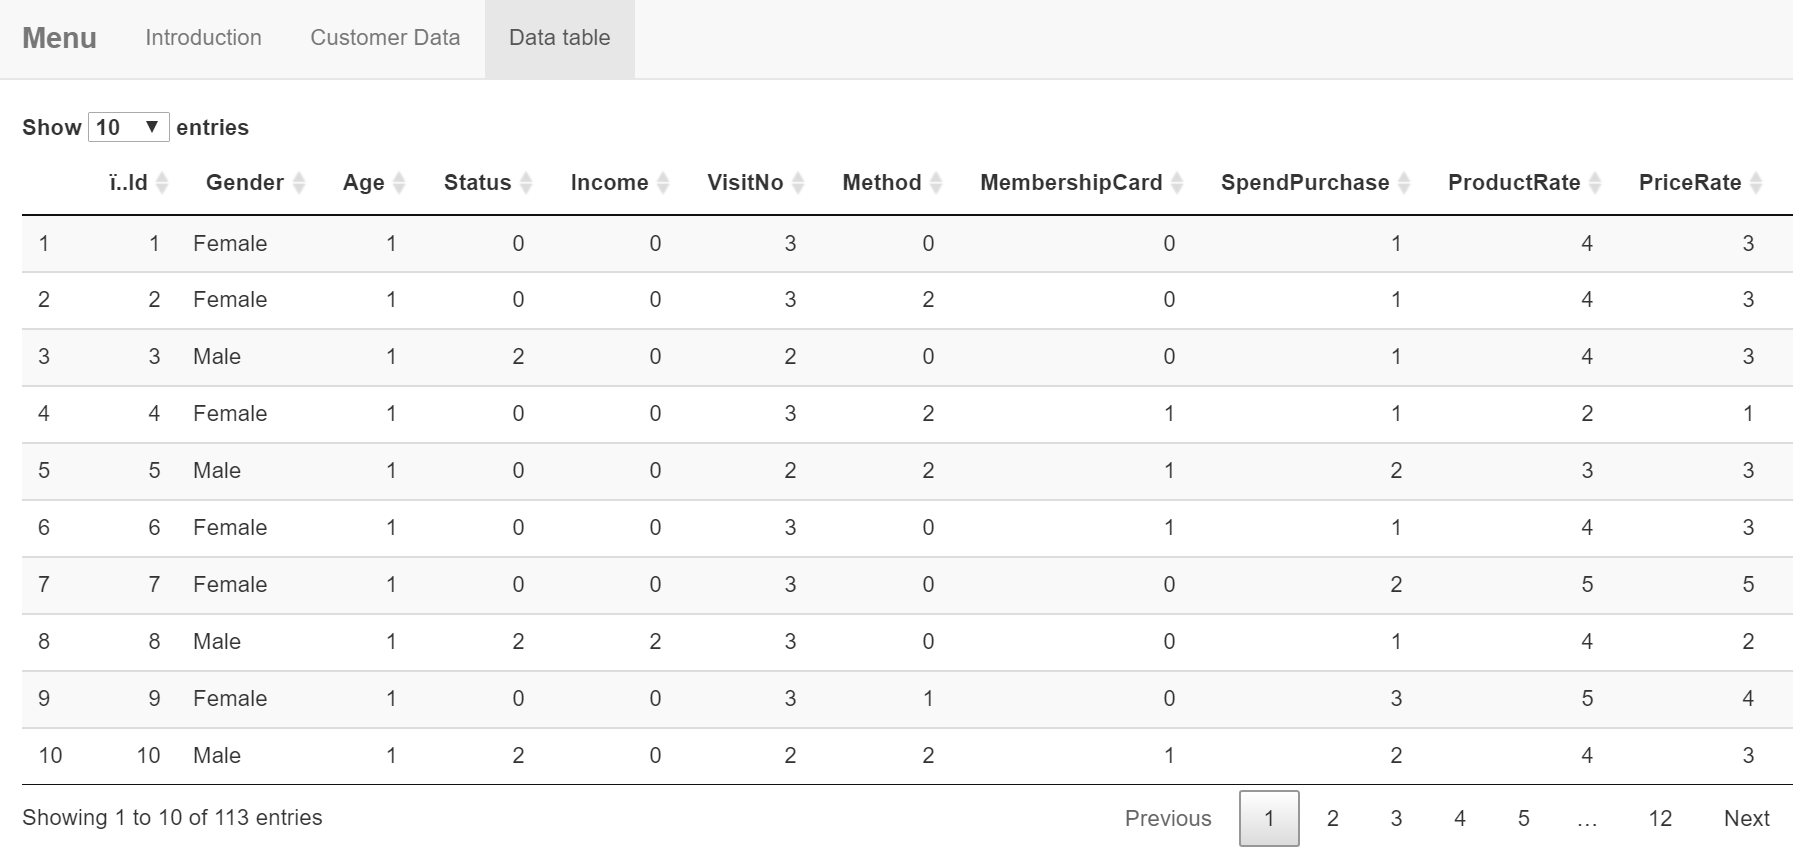 Menu Introduction Customer Data Data table
Show 10 ▼ entries
ï..Id Gender Age Status Income VisitNo Method MembershipCard SpendPurchase ProductRate PriceRate
1 1 Female 1 0 0 3 0 0 1 4 3
2 2 Female 1 0 0 3 2 0 1 4 3
3 3 Male 1 2 0 2 0 0 1 4 3
4 4 Female 1 0 0 3 2 1 1 2 1
5 5 Male 1 0 0 2 2 1 2 3 3
6 6 Female 1 0 0 3 0 1 1 4 3
7 7 Female 1 0 0 3 0 0 2 5 5
8 8 Male 1 2 2 3 0 0 1 4 2
9 9 Female 1 0 0 3 1 0 3 5 4
10 10 Male 1 2 0 2 2 1 2 4 3
Showing 1 to 10 of 113 entries Previous 1 2 3 4 5 … 12 Next